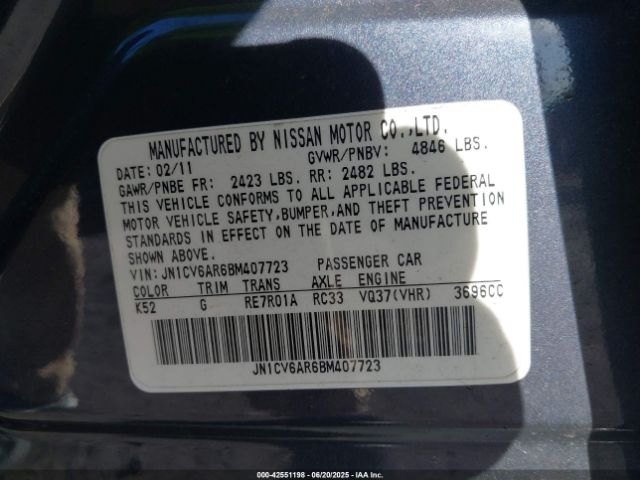 MANUFACTURED BY NISSAN MOTOR CO.,LTD.
DATE: 02/11 GVWR/PNBV: 4846 LBS.
GAWR/PNBE FR: 2423 LBS. RR: 2482 LBS.
THIS VEHICLE CONFORMS TO ALL APPLICABLE FEDERAL
MOTOR VEHICLE SAFETY,BUMPER,AND THEFT PREVENTION
STANDARDS IN EFFECT ON THE DATE OF MANUFACTURE
SHOWN ABOVE.
VIN: JN1CV6AR6BM407723 PASSENGER CAR
COLOR TRIM TRANS AXLE ENGINE
K52 G RE7R01A RC33 VQ37(VHR) 3696CC
JN1CV6AR6BM407723
000-42551198 - 06/20/2025 - IAA Inc.